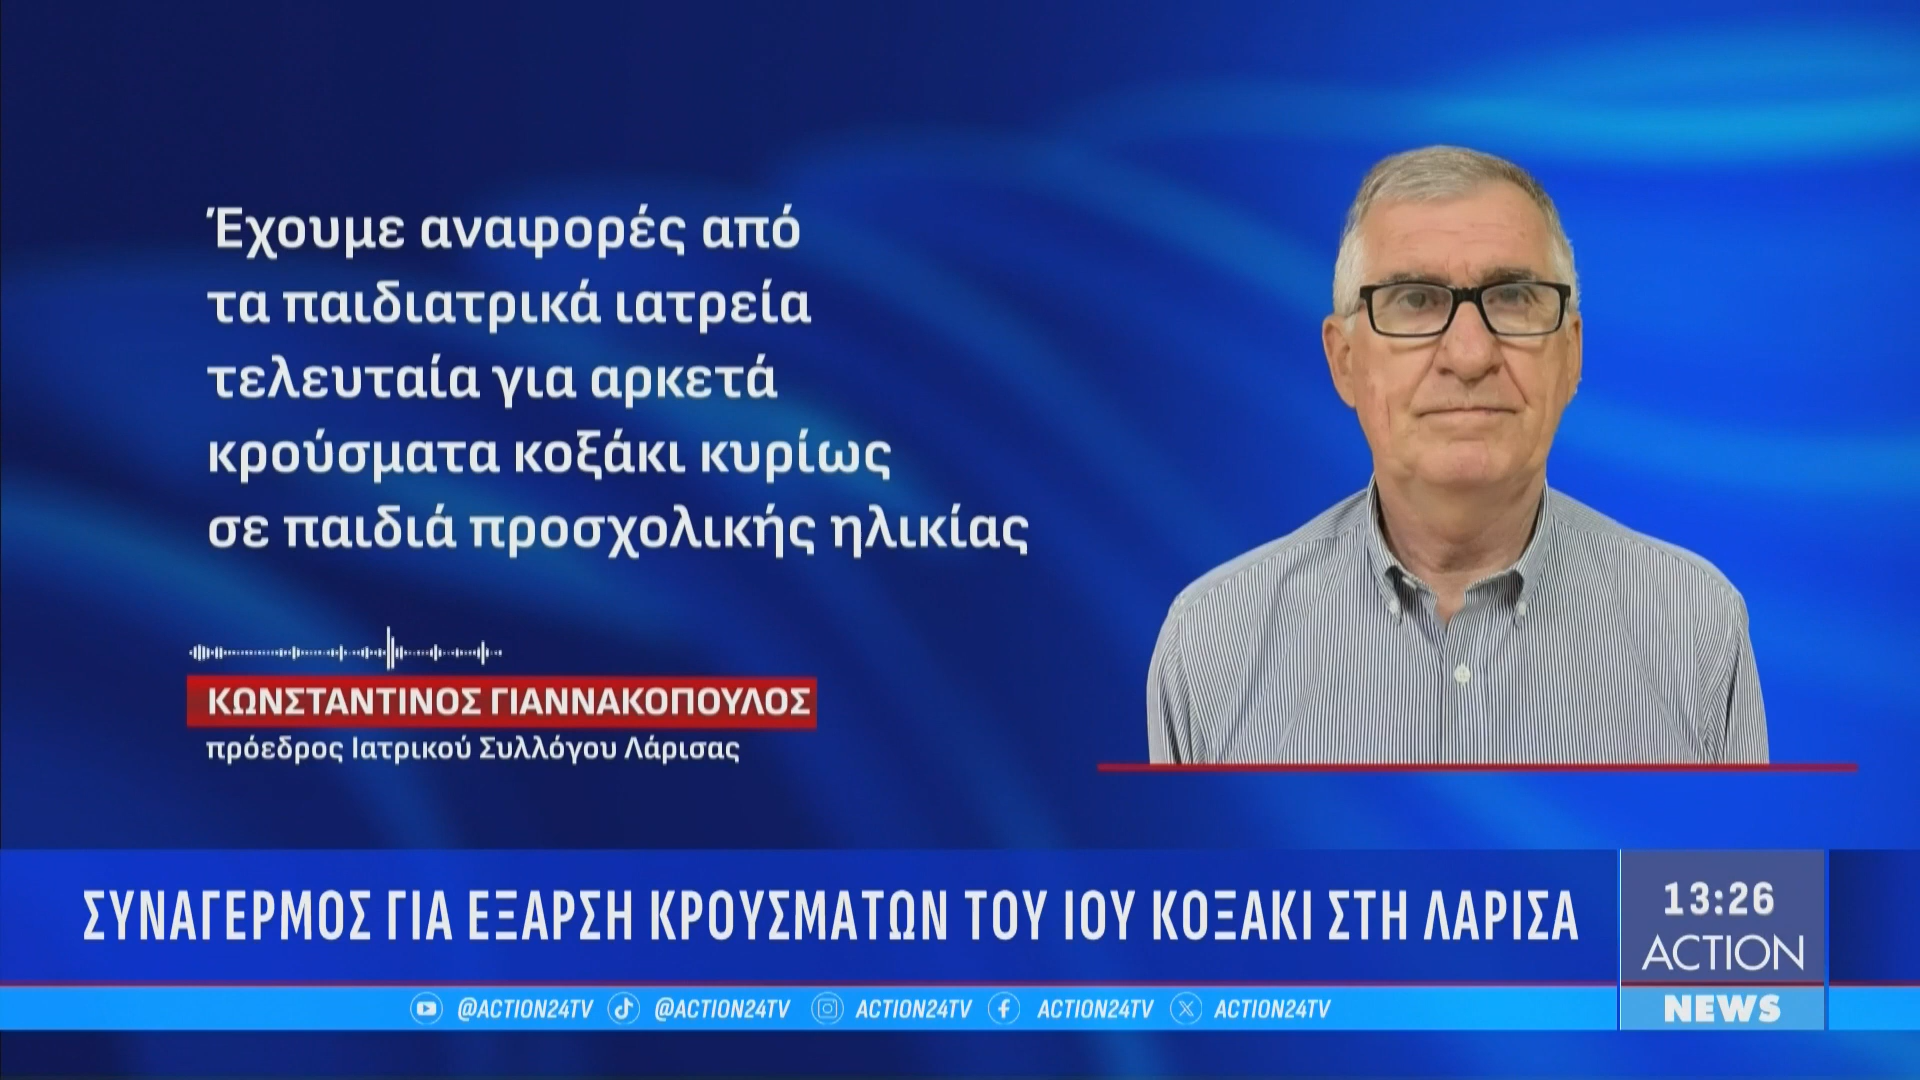 Έχουμε αναφορές από
τα παιδιατρικά ιατρεία
τελευταία για αρκετά
κρούσματα κοξάκι κυρίως
σε παιδιά προσχολικής ηλικίας
ΚΩΝΣΤΑΝΤΙΝΟΣ ΓΙΑΝΝΑΚΟΠΟΥΛΟΣ
πρόεδρος Ιατρικού Συλλόγου Λάρισας
ΣΥΝΑΓΕΡΜΟΣ ΓΙΑ ΕΞΑΡΣΗ ΚΡΟΥΣΜΑΤΩΝ ΤΟΥ ΙΟΥ ΚΟΞΑΚΙ ΣΤΗ ΛΑΡΙΣΑ
13:26
ACTION
NEWS
@ACTION24TV @ACTION24TV ACTION24TV ACTION24TV ACTION24TV